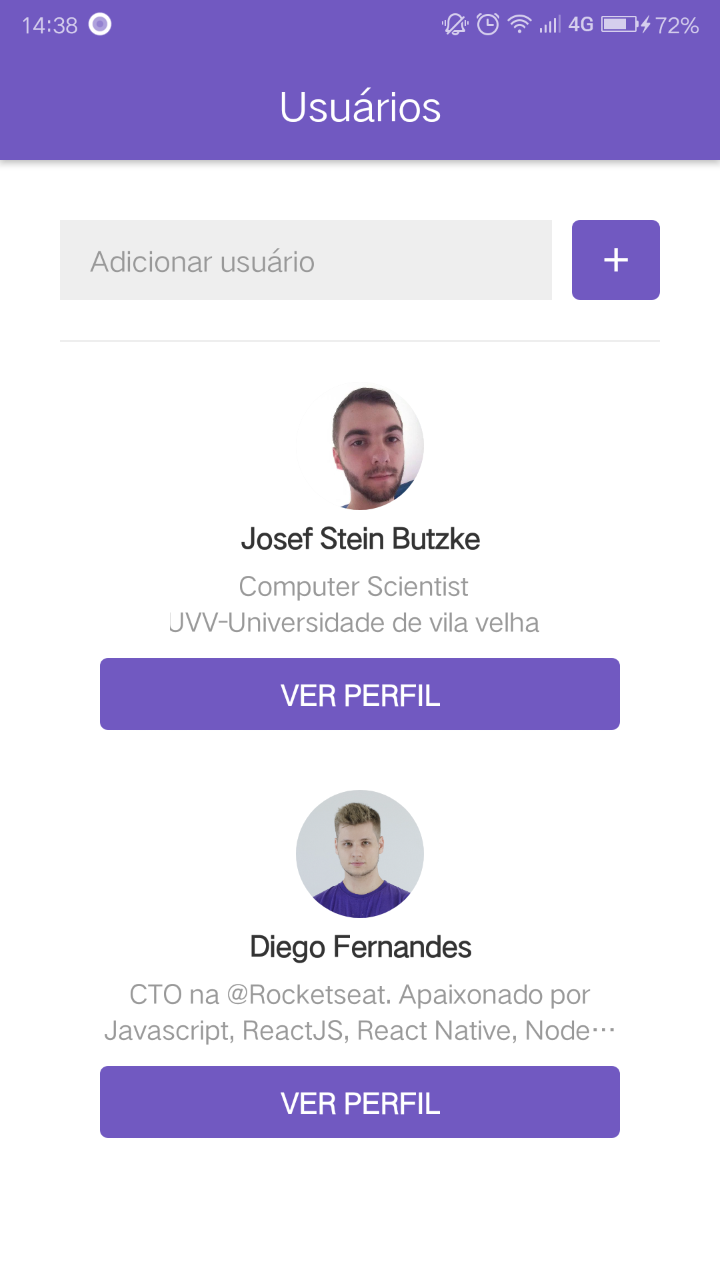 14:38 4G 72%
Usuários
Adicionar usuário
+
Josef Stein Butzke
Computer Scientist
UVV-Universidade de vila velha
VER PERFIL
Diego Fernandes
CTO na @Rocketseat. Apaixonado por
Javascript, ReactJS, React Native, Node…
VER PERFIL